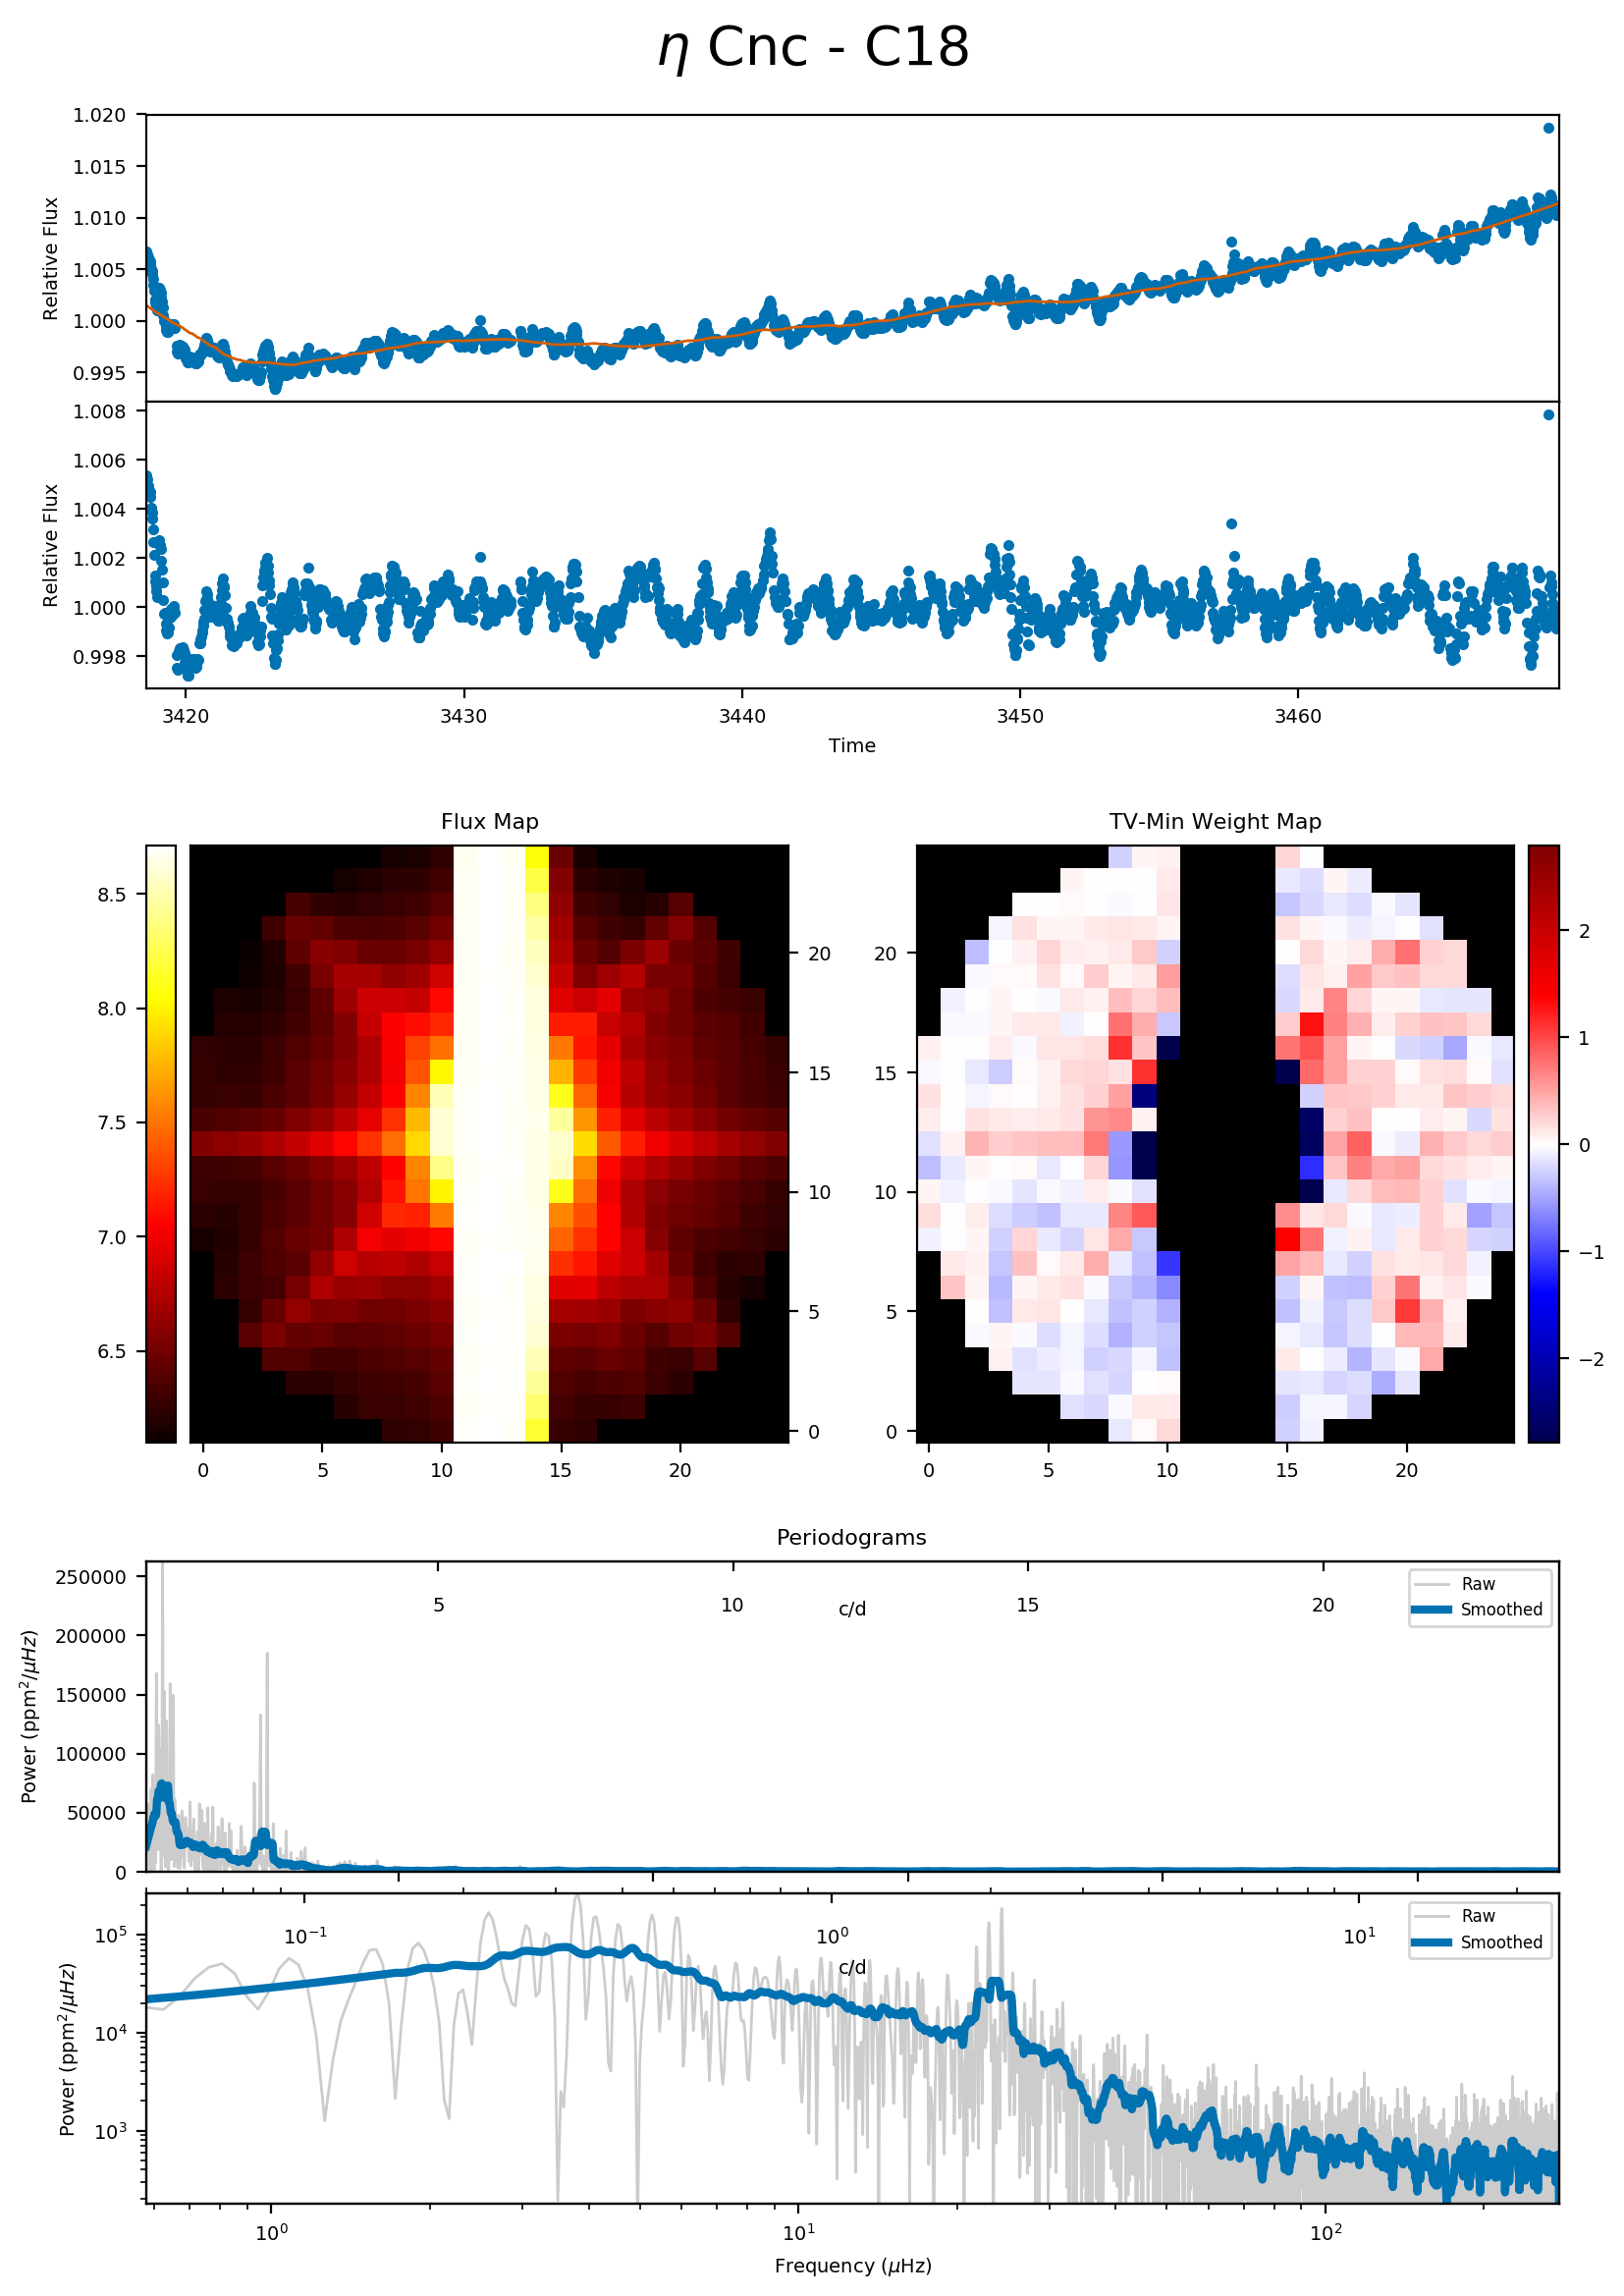 η Cnc - C18
1.020
1.015
1.010
1.005
1.000
0.995
Relative Flux
1.008
1.006
1.004
1.002
1.000
0.998
Relative Flux
3420 3430 3440 3450 3460
Time
Flux Map
8.5
8.0
7.5
7.0
6.5
20
15
10
5
0
0 5 10 15 20
TV-Min Weight Map
20
15
10
5
0
0 5 10 15 20
2
1
0
−1
−2
Periodograms
250000
200000
150000
100000
50000
0
Power (ppm²/μHz)
5 10 15 20
c/d
Raw
Smoothed
10⁵
10⁴
10³
Power (ppm²/μHz)
10⁻¹ 10⁰ 10¹
c/d
Raw
Smoothed
10⁰ 10¹ 10²
Frequency (μHz)